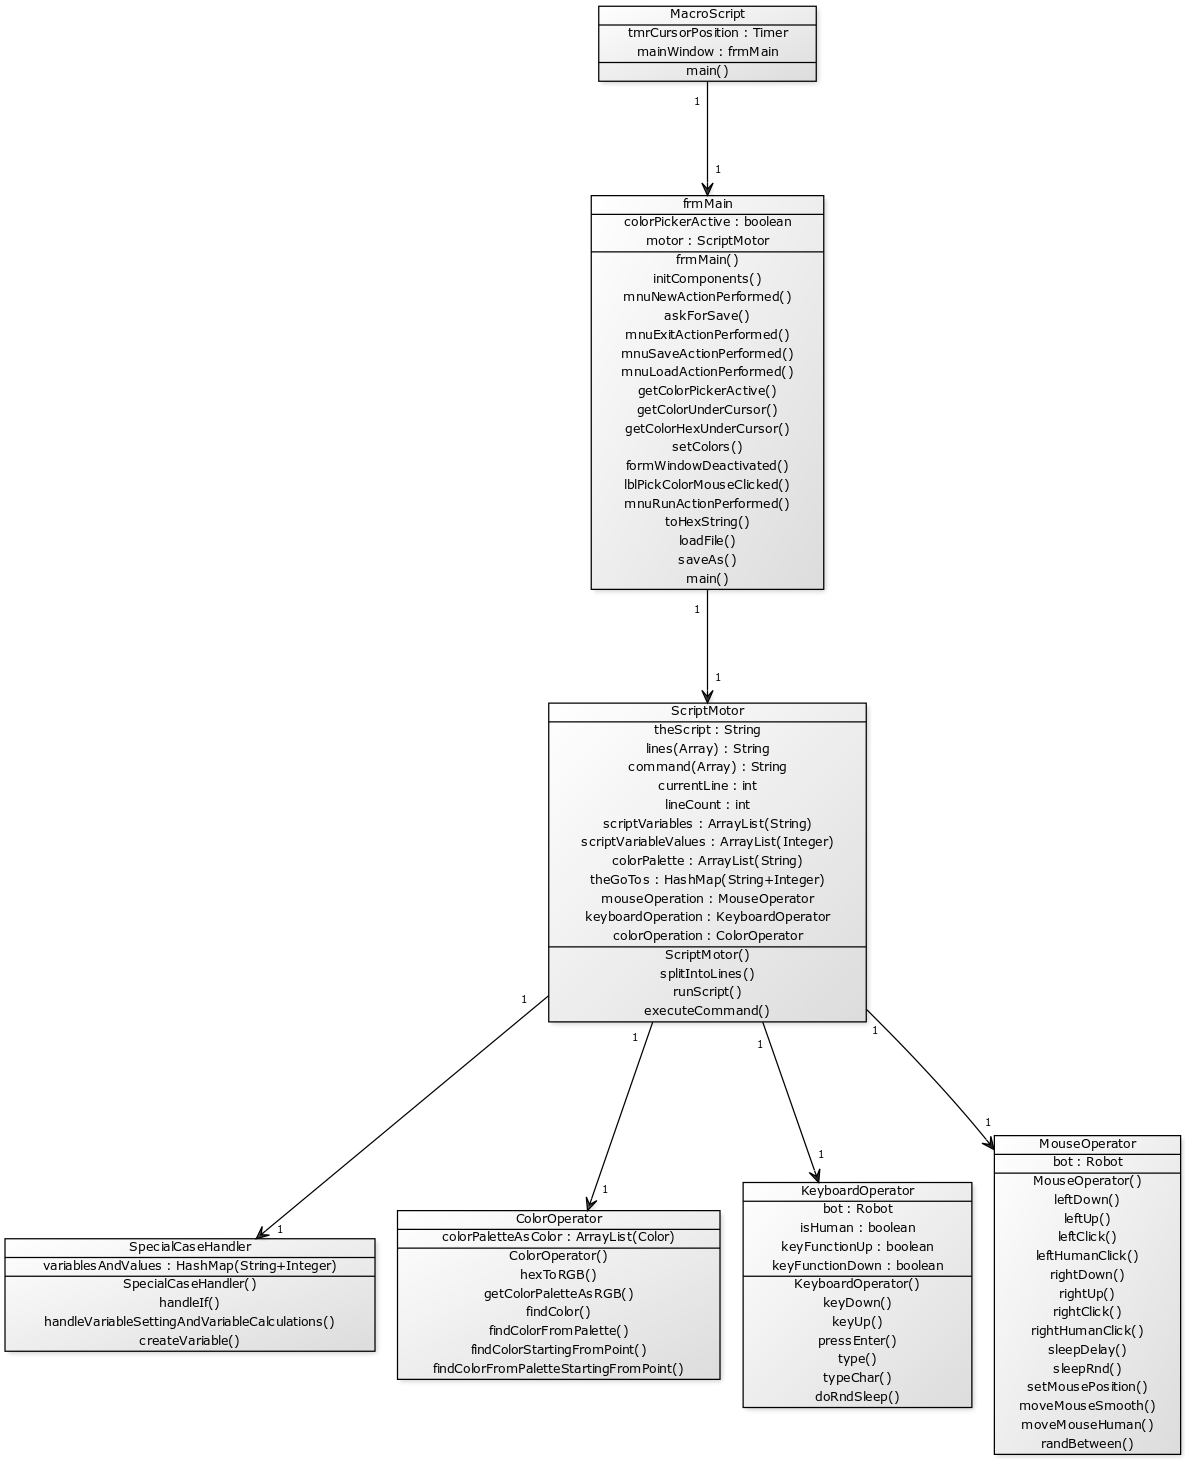 MacroScript
tmrCursorPosition : Timer
mainWindow : frmMain
main()
1
1
frmMain
colorPickerActive : boolean
motor : ScriptMotor
frmMain()
initComponents()
mnuNewActionPerformed()
askForSave()
mnuExitActionPerformed()
mnuSaveActionPerformed()
mnuLoadActionPerformed()
getColorPickerActive()
getColorUnderCursor()
getColorHexUnderCursor()
setColors()
formWindowDeactivated()
lblPickColorMouseClicked()
mnuRunActionPerformed()
toHexString()
loadFile()
saveAs()
main()
1
1
ScriptMotor
theScript : String
lines(Array) : String
command(Array) : String
currentLine : int
lineCount : int
scriptVariables : ArrayList(String)
scriptVariableValues : ArrayList(Integer)
colorPalette : ArrayList(String)
theGoTos : HashMap(String+Integer)
mouseOperation : MouseOperator
keyboardOperation : KeyboardOperator
colorOperation : ColorOperator
ScriptMotor()
splitIntoLines()
runScript()
executeCommand()
1
1
1
1
1
1
1
1
SpecialCaseHandler
variablesAndValues : HashMap(String+Integer)
SpecialCaseHandler()
handleIf()
handleVariableSettingAndVariableCalculations()
createVariable()
ColorOperator
colorPaletteAsColor : ArrayList(Color)
ColorOperator()
hexToRGB()
getColorPaletteAsRGB()
findColor()
findColorFromPalette()
findColorStartingFromPoint()
findColorFromPaletteStartingFromPoint()
KeyboardOperator
bot : Robot
isHuman : boolean
keyFunctionUp : boolean
keyFunctionDown : boolean
KeyboardOperator()
keyDown()
keyUp()
pressEnter()
type()
typeChar()
doRndSleep()
MouseOperator
bot : Robot
MouseOperator()
leftDown()
leftUp()
leftClick()
leftHumanClick()
rightDown()
rightUp()
rightClick()
rightHumanClick()
sleepDelay()
sleepRnd()
setMousePosition()
moveMouseSmooth()
moveMouseHuman()
randBetween()